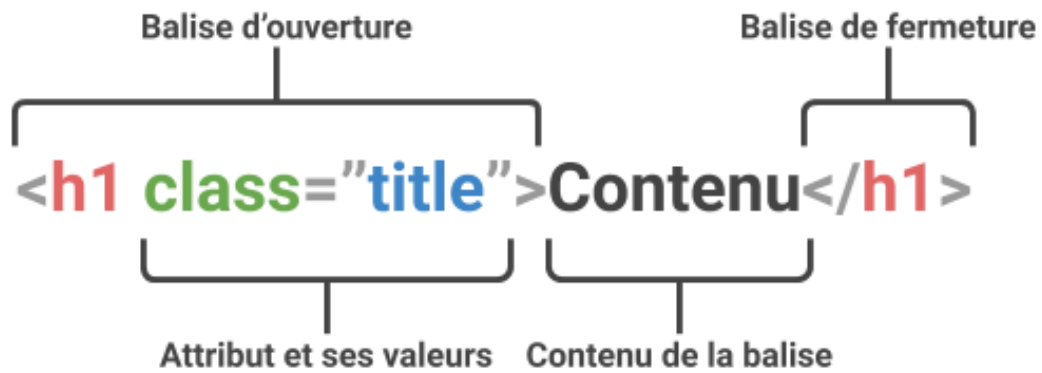 Balise d’ouverture
Balise de fermeture
<h1 class=”title”>Contenu</h1>
Attribut et ses valeurs
Contenu de la balise